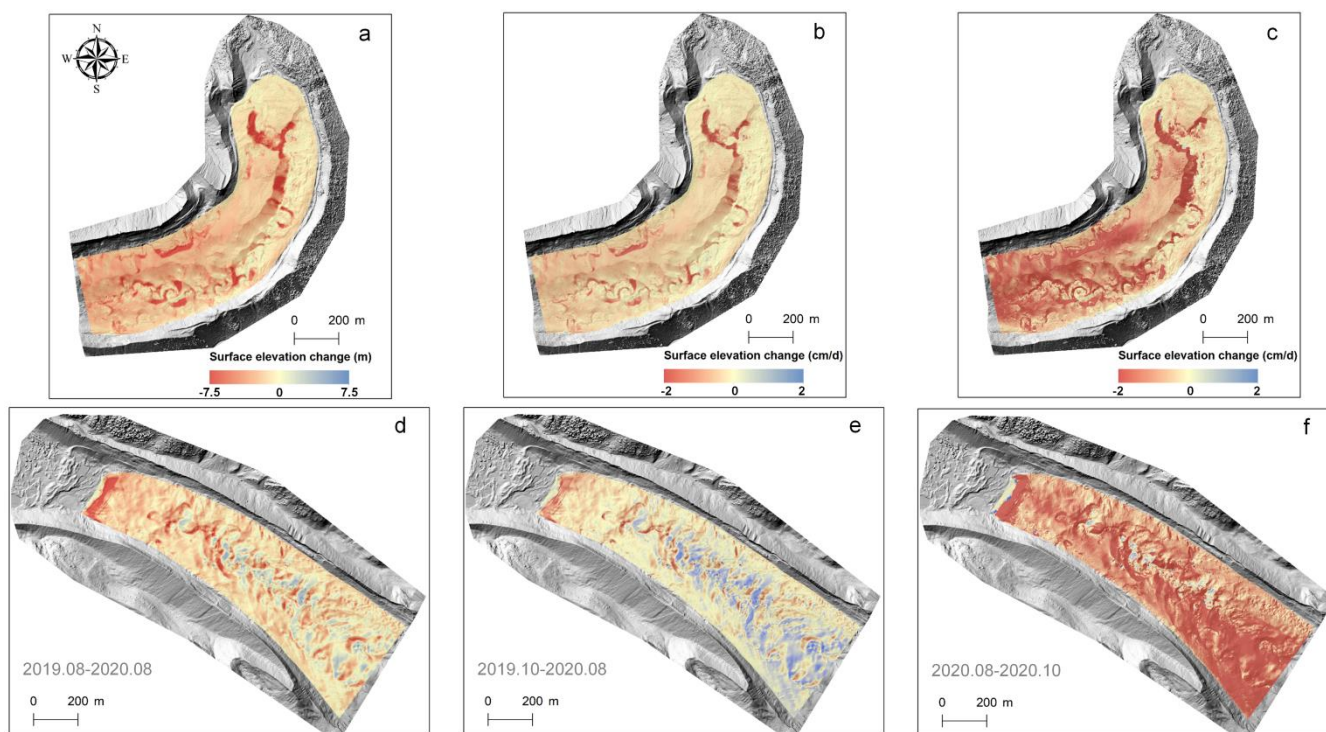 a
N
W E
S
0 200 m
Surface elevation change (m)
-7.5 0 7.5
b
0 200 m
Surface elevation change (cm/d)
-2 0 2
c
0 200 m
Surface elevation change (cm/d)
-2 0 2
d
2019.08-2020.08
0 200 m
e
2019.10-2020.08
0 200 m
f
2020.08-2020.10
0 200 m